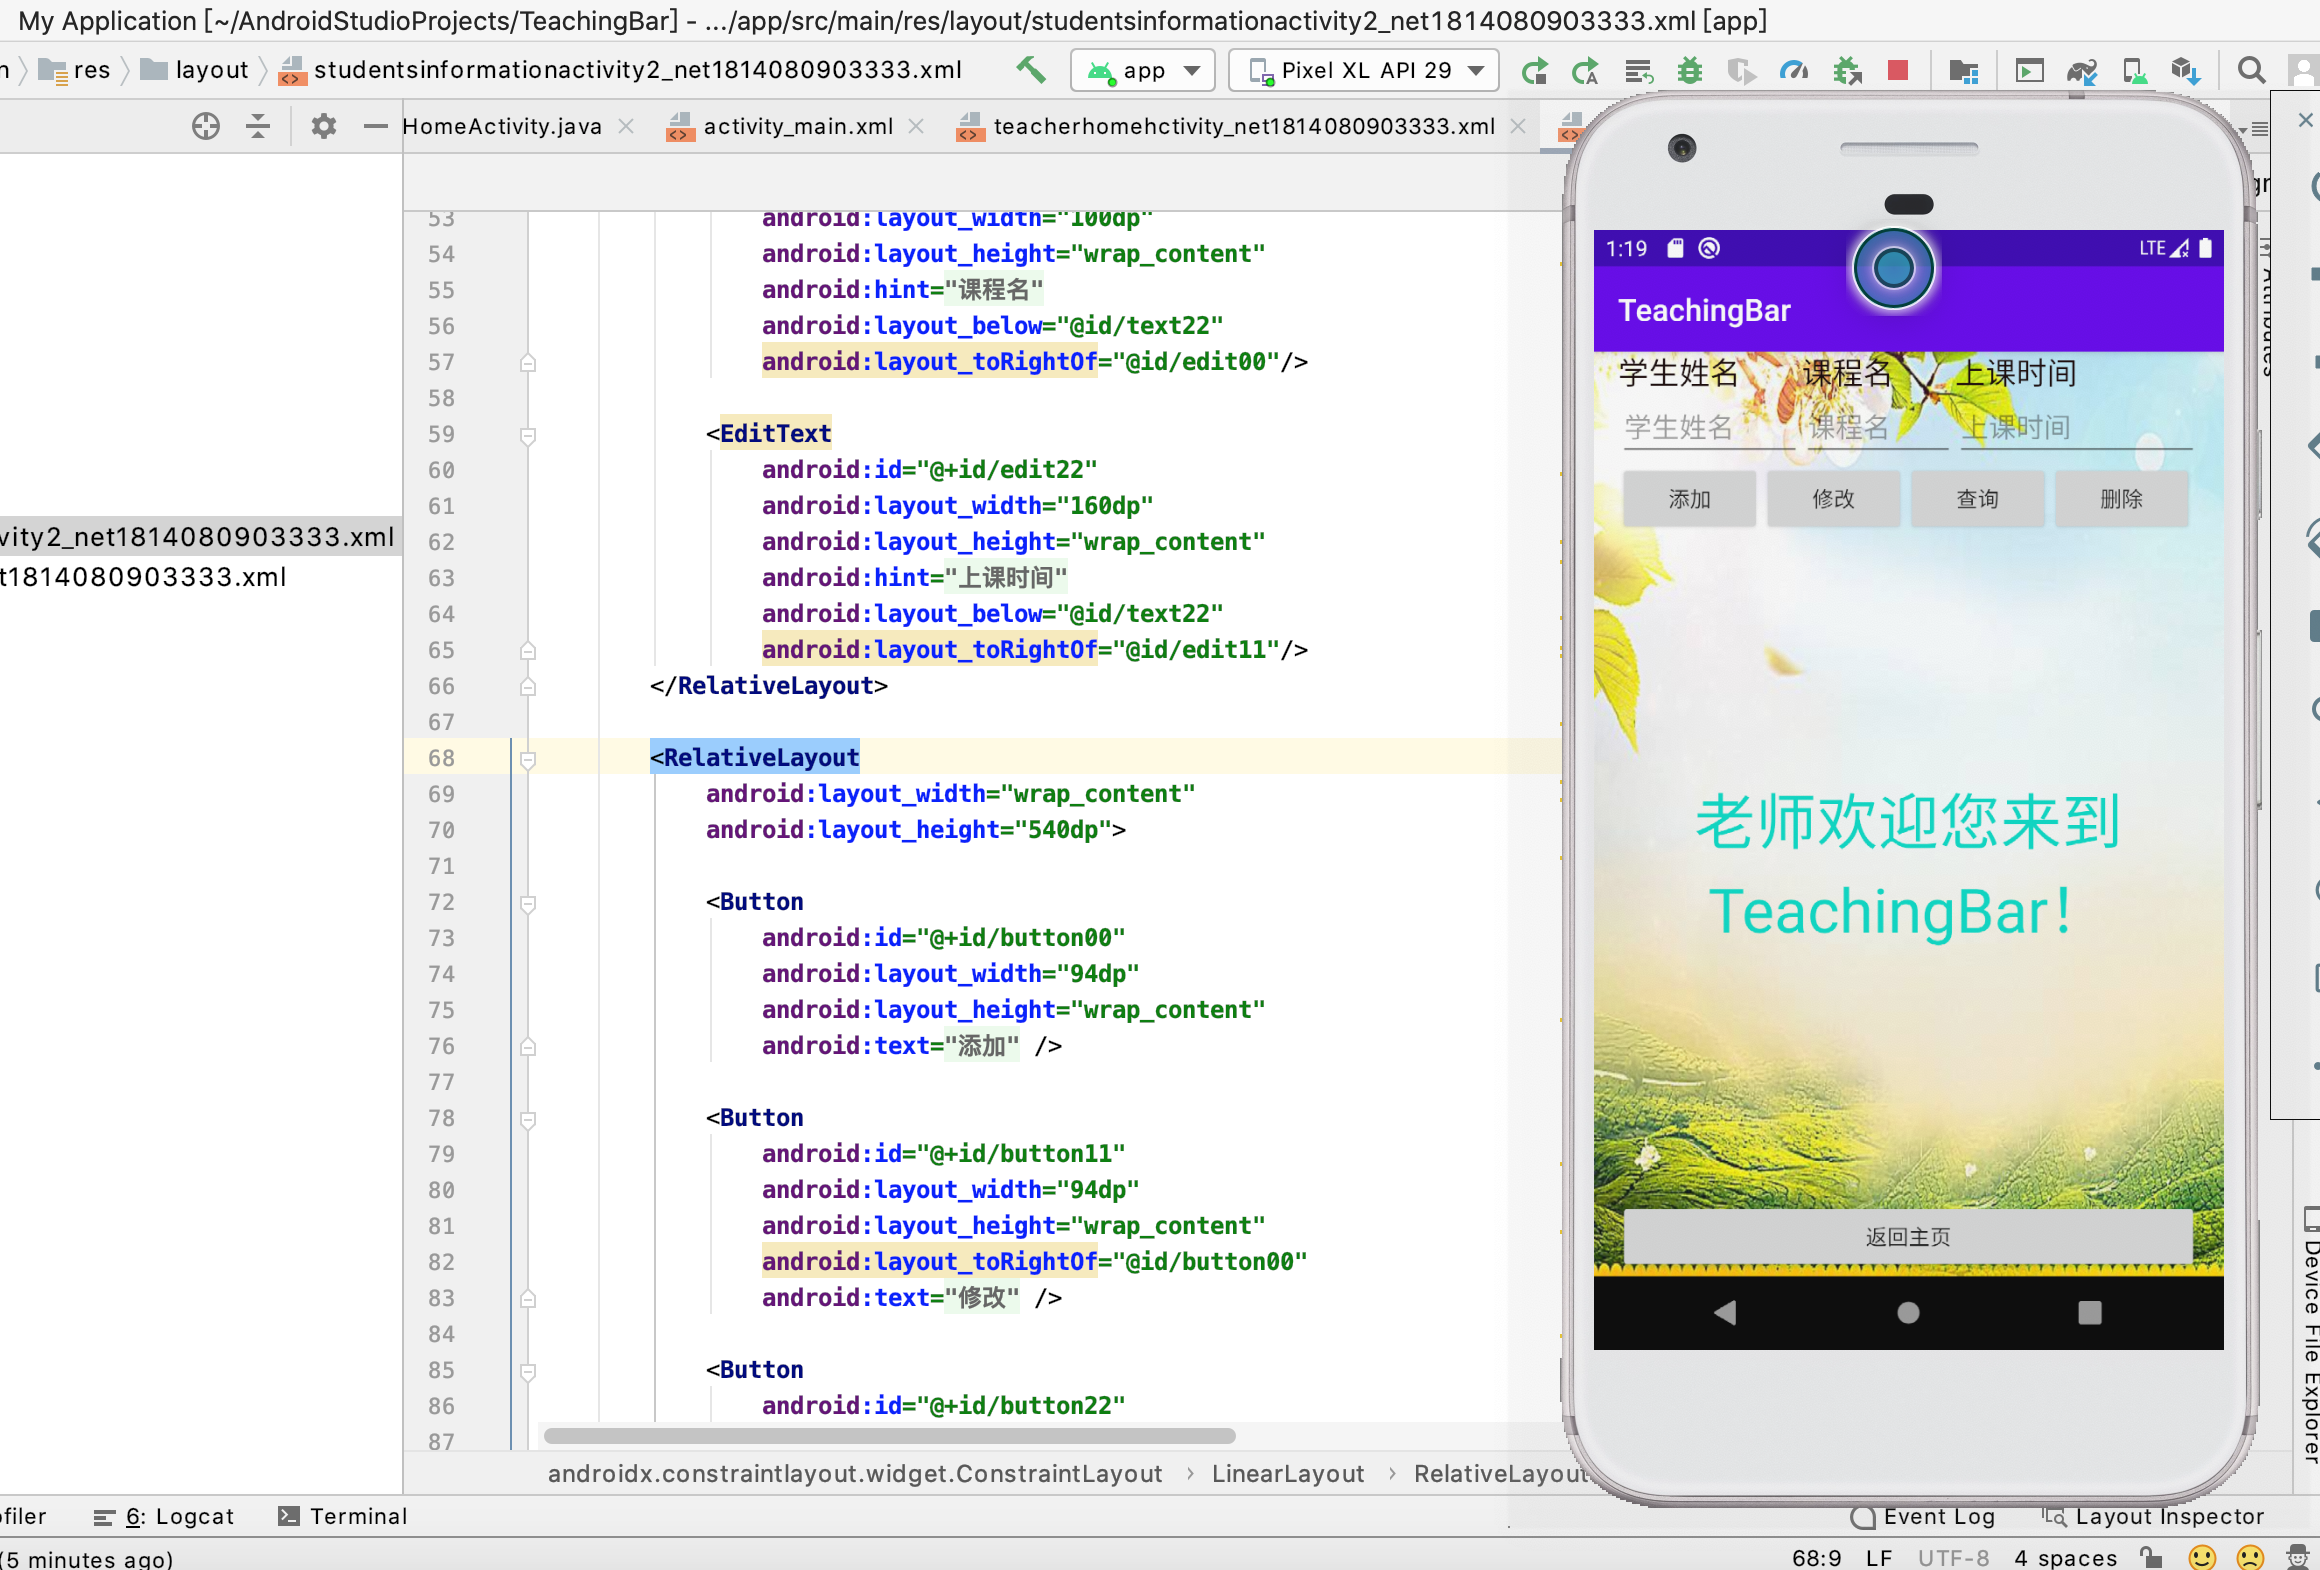 My Application [~/AndroidStudioProjects/TeachingBar] - .../app/src/main/res/layout/studentsinformationactivity2_net1814080903333.xml [app]
res layout studentsinformationactivity2_net1814080903333.xml app Pixel XL API 29
HomeActivity.java activity_main.xml teacherhomehctivity_net1814080903333.xml
vity2_net1814080903333.xml
t1814080903333.xml
53 android:layout_width="100dp"
54 android:layout_height="wrap_content"
55 android:hint="课程名"
56 android:layout_below="@id/text22"
57 android:layout_toRightOf="@id/edit00"/>
58
59 <EditText
60 android:id="@+id/edit22"
61 android:layout_width="160dp"
62 android:layout_height="wrap_content"
63 android:hint="上课时间"
64 android:layout_below="@id/text22"
65 android:layout_toRightOf="@id/edit11"/>
66 </RelativeLayout>
67
68 <RelativeLayout
69 android:layout_width="wrap_content"
70 android:layout_height="540dp">
71
72 <Button
73 android:id="@+id/button00"
74 android:layout_width="94dp"
75 android:layout_height="wrap_content"
76 android:text="添加" />
77
78 <Button
79 android:id="@+id/button11"
80 android:layout_width="94dp"
81 android:layout_height="wrap_content"
82 android:layout_toRightOf="@id/button00"
83 android:text="修改" />
84
85 <Button
86 android:id="@+id/button22"
87
androidx.constraintlayout.widget.ConstraintLayout › LinearLayout › RelativeLayout
1:19 LTE
TeachingBar
学生姓名 课程名 上课时间
学生姓名 课程名 上课时间
添加 修改 查询 删除
老师欢迎您来到
TeachingBar!
返回主页
Attributes
Device File Explorer
ofiler 6: Logcat Terminal Event Log Layout Inspector
(5 minutes ago) 68:9 LF UTF-8 4 spaces